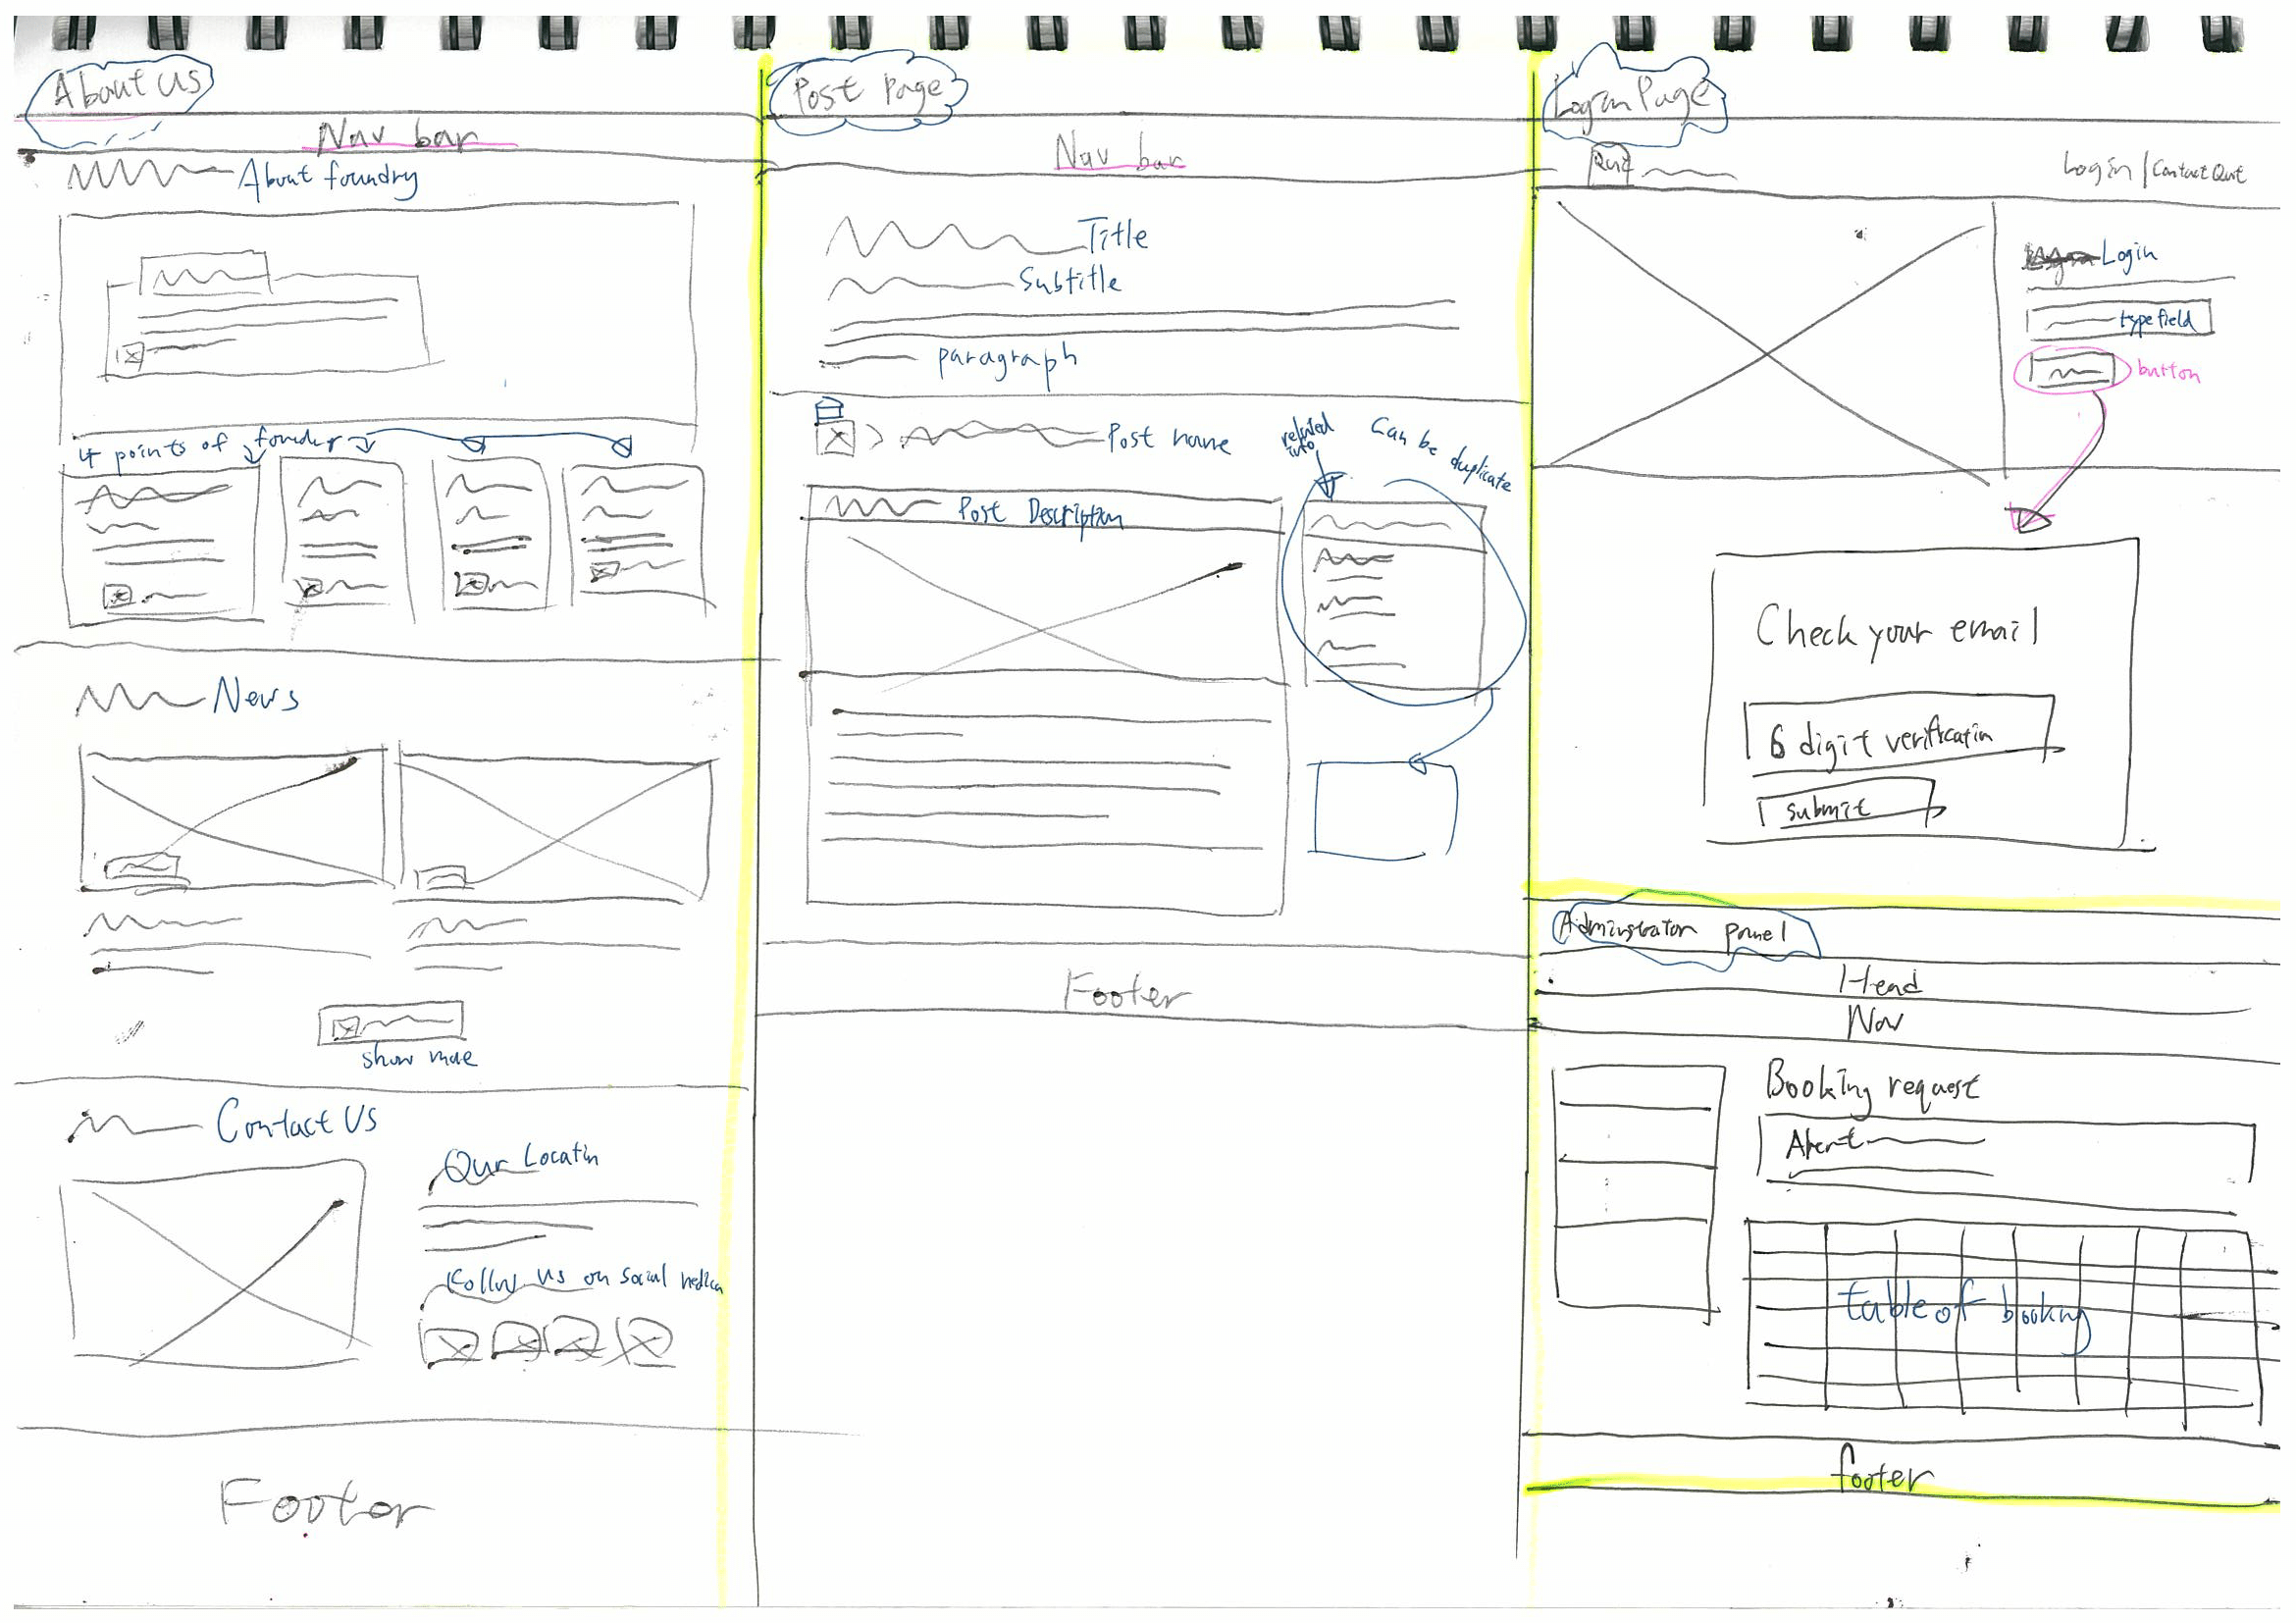 About Us
Nav bar
About foundry
4 points of foundry
News
show more
Contact US
Our Location
Follow us on social media
Footer
Post Page
Nav bar
Title
Subtitle
paragraph
Post name
related
info
Can be duplicate
Post Description
Footer
Login Page
QUT
Login / Contact QUT
Login
type field
button
Check your email
6 digit verification
submit
Administrator panel
Head
Nav
Booking request
table of booking
footer